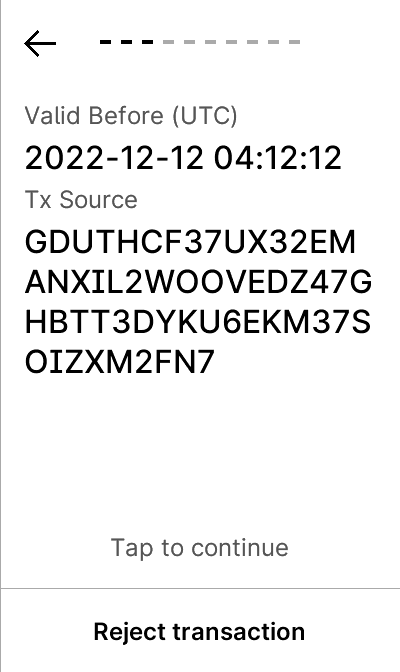 Valid Before (UTC)
2022-12-12 04:12:12
Tx Source
GDUTHCF37UX32EM
ANXIL2WOOVEDZ47G
HBTT3DYKU6EKM37S
OIZXM2FN7
Tap to continue
Reject transaction